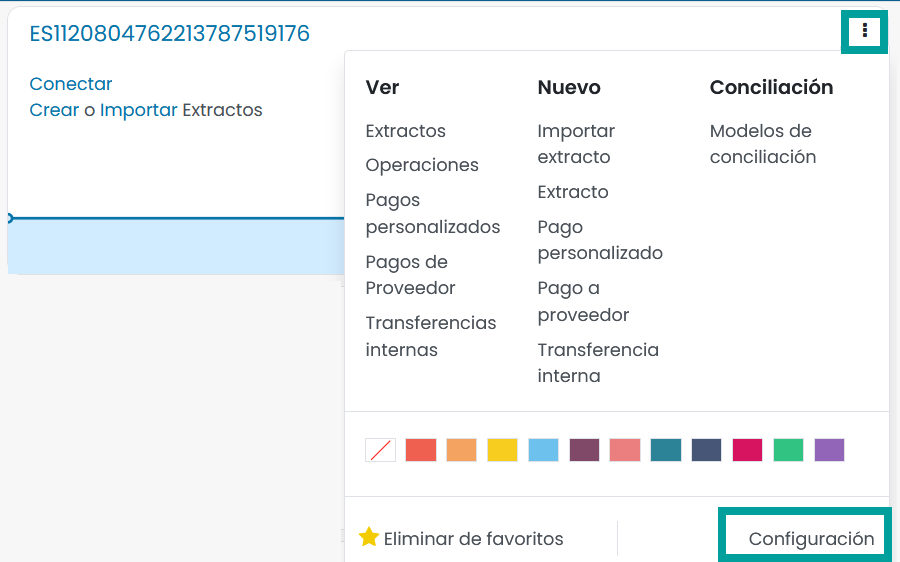 ES1120804762213787519176
Conectar
Crear o Importar Extractos
Ver
Extractos
Operaciones
Pagos
personalizados
Pagos de
Proveedor
Transferencias
internas
Nuevo
Importar
extracto
Extracto
Pago
personalizado
Pago a
proveedor
Transferencia
interna
Conciliación
Modelos de
conciliación
Eliminar de favoritos
Configuración